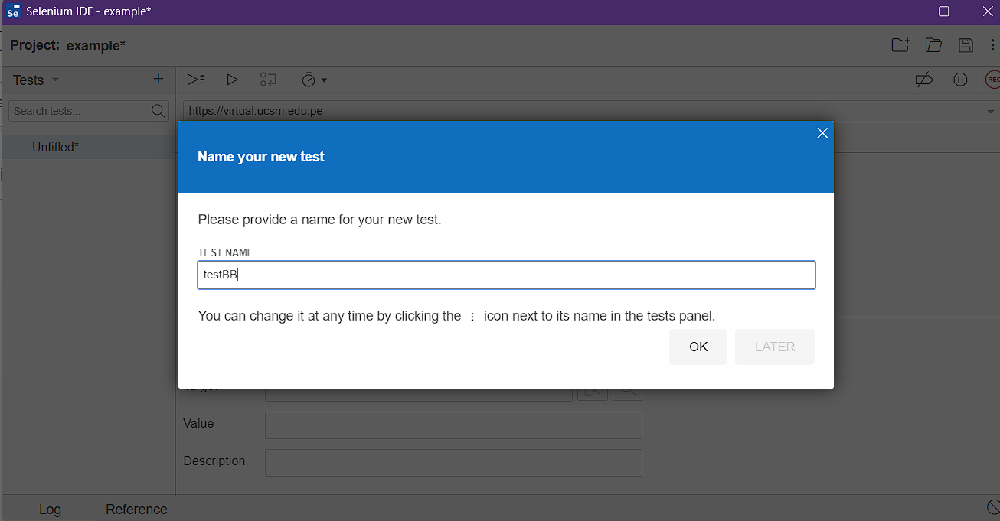 Selenium IDE - example*
Project: example*
Tests
Search tests...
https://virtual.ucsm.edu.pe
Untitled*
REC
Name your new test
Please provide a name for your new test.
TEST NAME
testBB
You can change it at any time by clicking the : icon next to its name in the tests panel.
OK
LATER
Target
Value
Description
Log
Reference